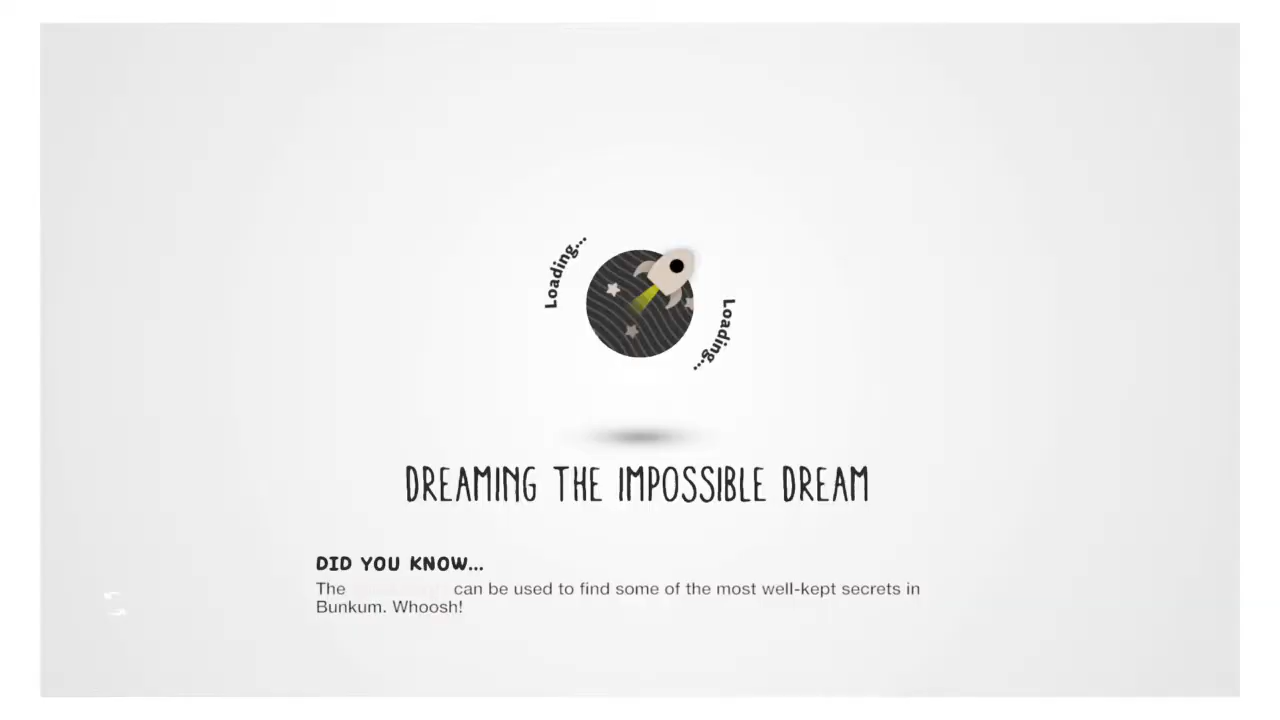 Loading...
Loading...
DREAMING THE IMPOSSIBLE DREAM
DID YOU KNOW...
The can be used to find some of the most well-kept secrets in
Bunkum. Whoosh!